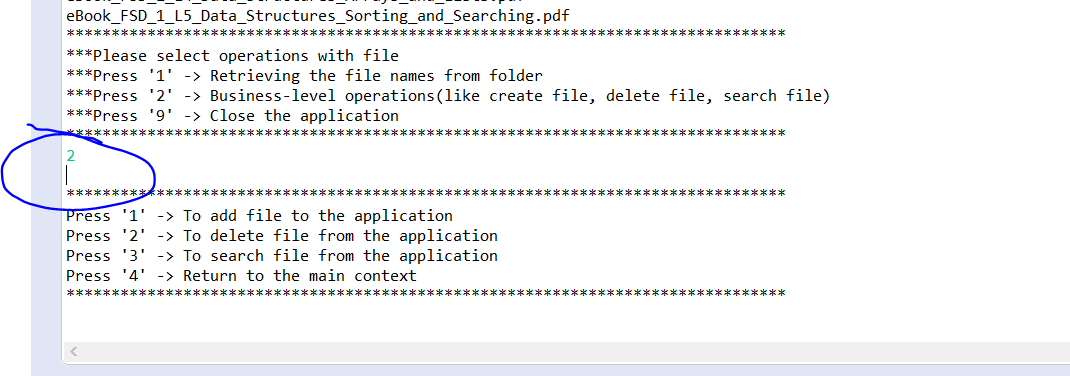 eBook_FSD_1_L5_Data_Structures_Sorting_and_Searching.pdf
********************************************************************************
***Please select operations with file
***Press '1' -> Retrieving the file names from folder
***Press '2' -> Business-level operations(like create file, delete file, search file)
***Press '9' -> Close the application
********************************************************************************
2
********************************************************************************
Press '1' -> To add file to the application
Press '2' -> To delete file from the application
Press '3' -> To search file from the application
Press '4' -> Return to the main context
********************************************************************************